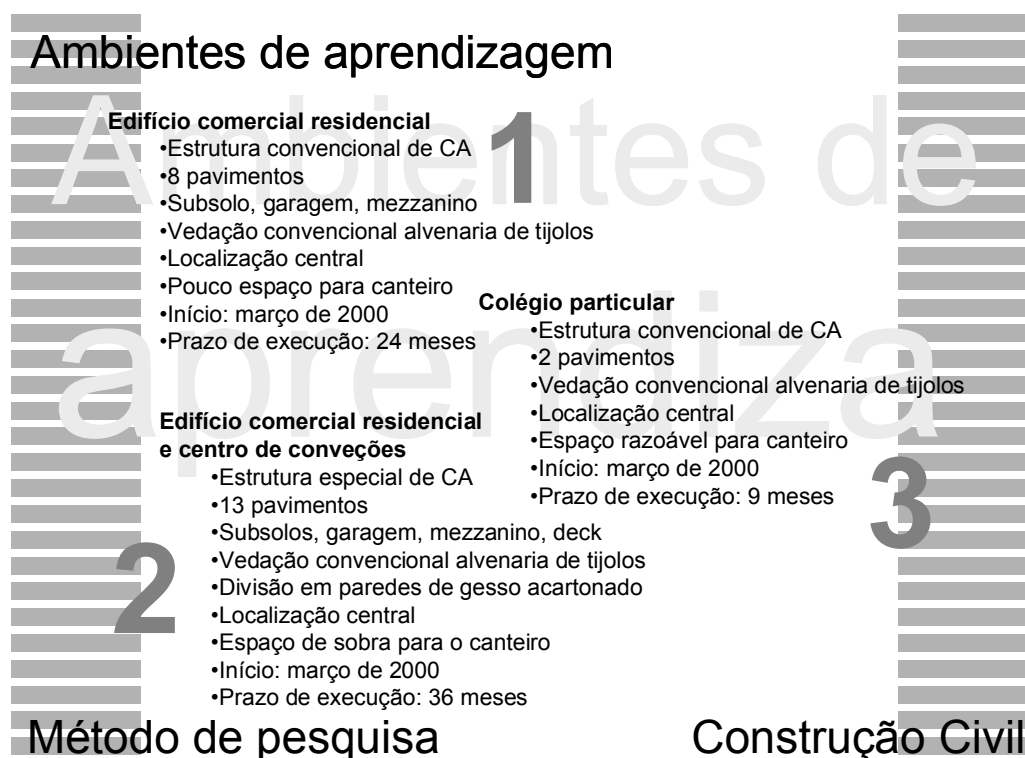 Ambientes de aprendizagem
Ambientes de
aprendiza
1
Edifício comercial residencial
•Estrutura convencional de CA
•8 pavimentos
•Subsolo, garagem, mezzanino
•Vedação convencional alvenaria de tijolos
•Localização central
•Pouco espaço para canteiro
•Início: março de 2000
•Prazo de execução: 24 meses
2
Edifício comercial residencial
e centro de conveções
•Estrutura especial de CA
•13 pavimentos
•Subsolos, garagem, mezzanino, deck
•Vedação convencional alvenaria de tijolos
•Divisão em paredes de gesso acartonado
•Localização central
•Espaço de sobra para o canteiro
•Início: março de 2000
•Prazo de execução: 36 meses
3
Colégio particular
•Estrutura convencional de CA
•2 pavimentos
•Vedação convencional alvenaria de tijolos
•Localização central
•Espaço razoável para canteiro
•Início: março de 2000
•Prazo de execução: 9 meses
Método de pesquisa
Construção Civil